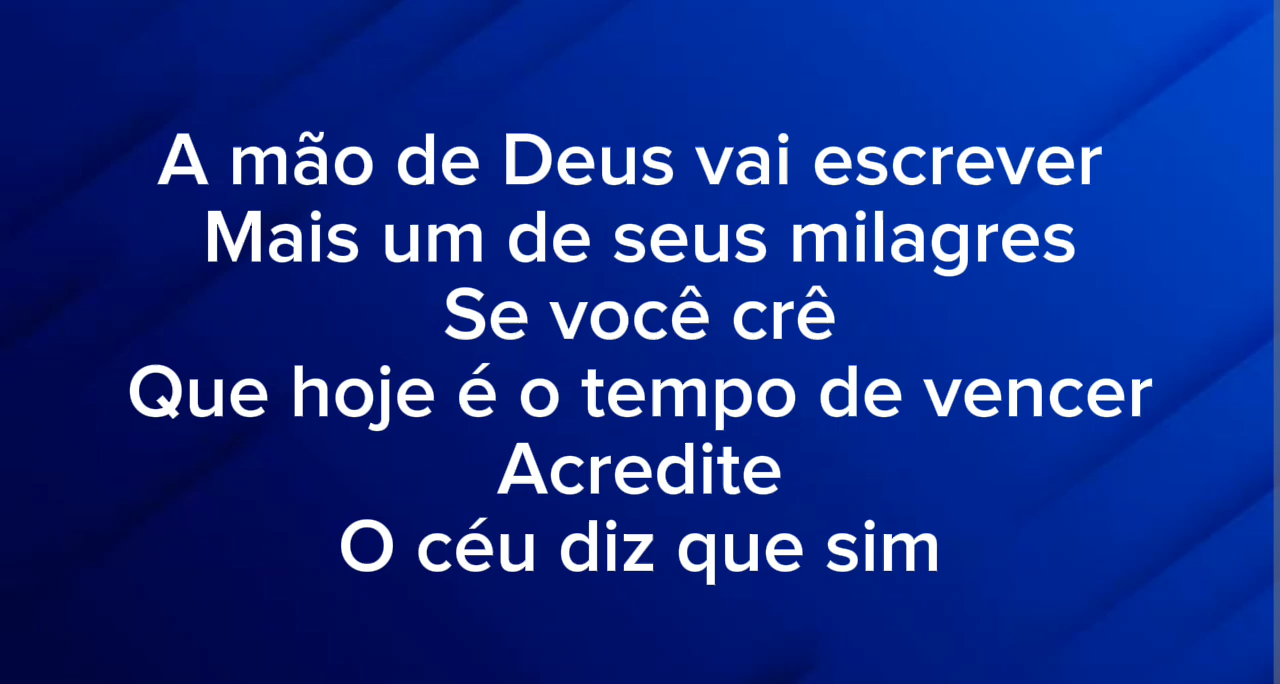 A mão de Deus vai escrever
Mais um de seus milagres
Se você crê
Que hoje é o tempo de vencer
Acredite
O céu diz que sim